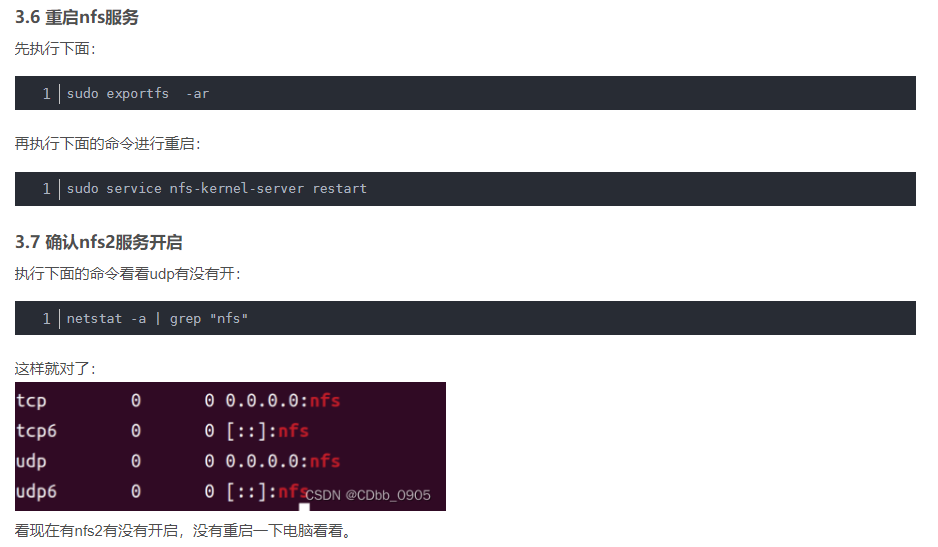 3.6 重启nfs服务
先执行下面：
1 sudo exportfs  -ar
再执行下面的命令进行重启：
1 sudo service nfs-kernel-server restart
3.7 确认nfs2服务开启
执行下面的命令看看udp有没有开：
1 netstat -a | grep "nfs"
这样就对了：
tcp 0 0 0.0.0.0:nfs
tcp6 0 0 [::]:nfs
udp 0 0 0.0.0.0:nfs
udp6 0 0 [::]:nfs
CSDN @CDbb_0905
看现在有nfs2有没有开启，没有重启一下电脑看看。